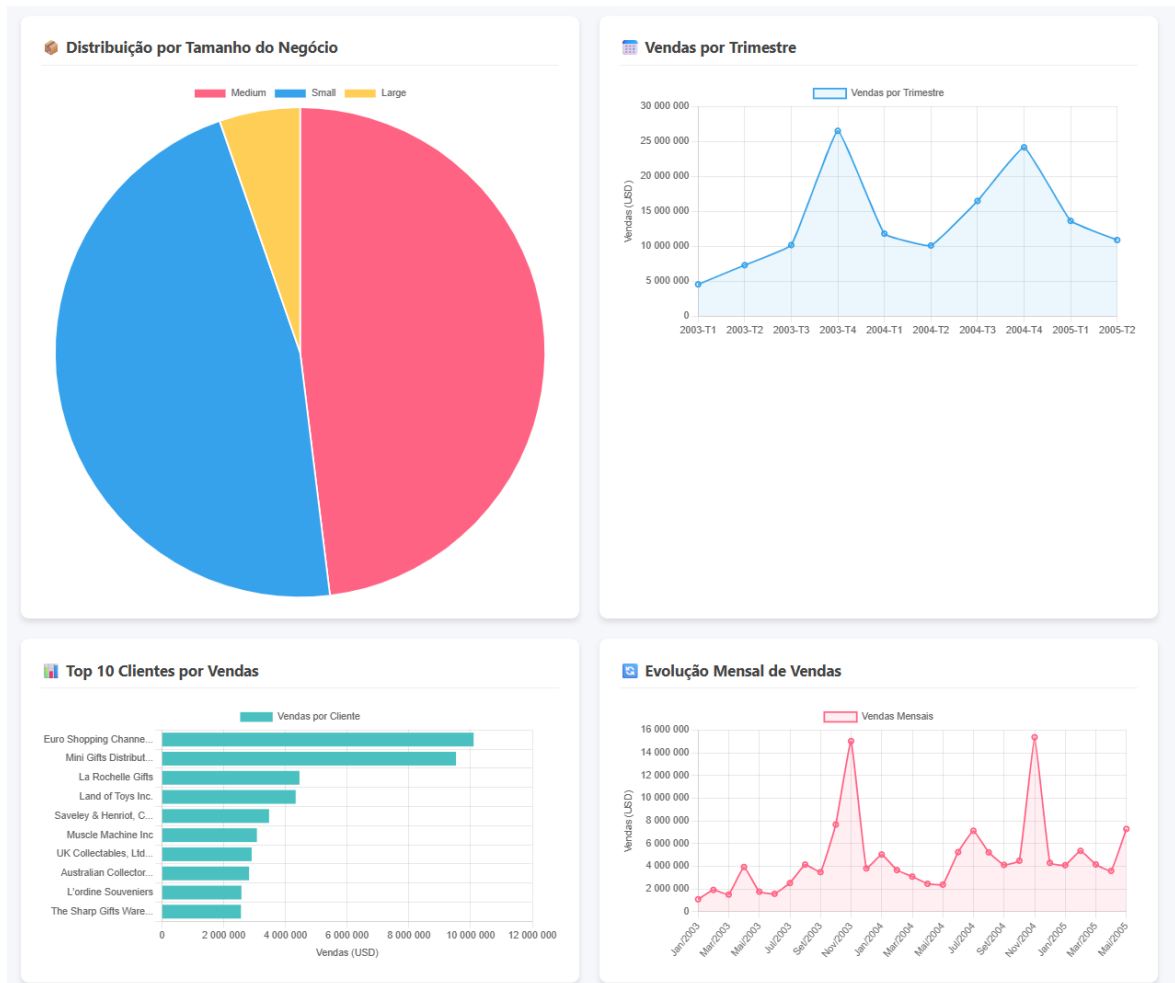 Distribuição por Tamanho do Negócio
Medium Small Large
Vendas por Trimestre
Vendas por Trimestre
Vendas (USD)
30 000 000
25 000 000
20 000 000
15 000 000
10 000 000
5 000 000
0
2003-T1 2003-T2 2003-T3 2003-T4 2004-T1 2004-T2 2004-T3 2004-T4 2005-T1 2005-T2
Top 10 Clientes por Vendas
Vendas por Cliente
Euro Shopping Channe...
Mini Gifts Distribut...
La Rochelle Gifts
Land of Toys Inc.
Saveley & Henriot, C...
Muscle Machine Inc
UK Collectables, Ltd...
Australian Collector...
L'ordine Souveniers
The Sharp Gifts Ware...
0 2 000 000 4 000 000 6 000 000 8 000 000 10 000 000 12 000 000
Vendas (USD)
Evolução Mensal de Vendas
Vendas Mensais
Vendas (USD)
16 000 000
14 000 000
12 000 000
10 000 000
8 000 000
6 000 000
4 000 000
2 000 000
0
Jan/2003 Mar/2003 Mai/2003 Jul/2003 Set/2003 Nov/2003 Jan/2004 Mar/2004 Mai/2004 Jul/2004 Set/2004 Nov/2004 Jan/2005 Mar/2005 Mai/2005